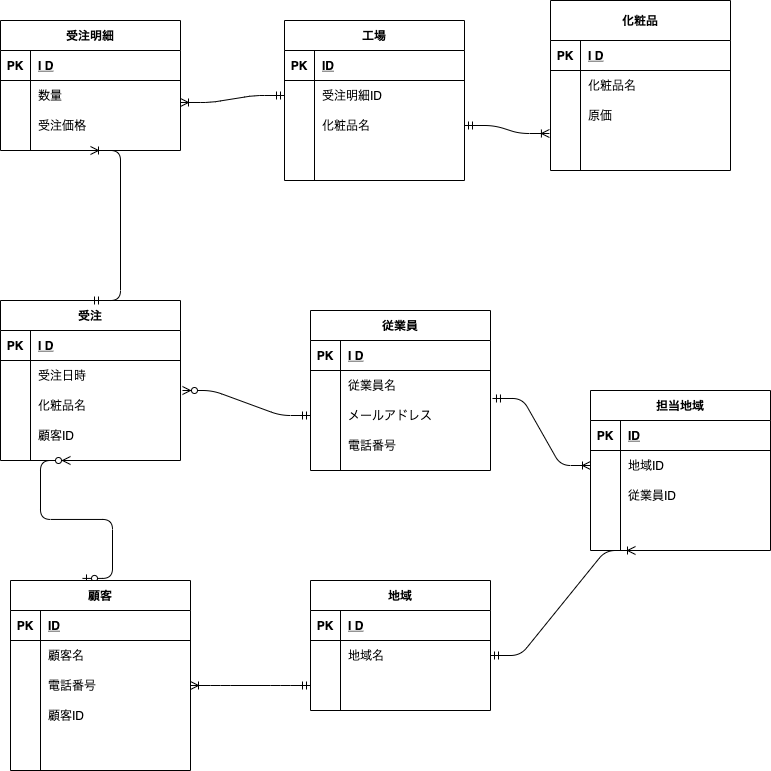 受注明細
PK I D
数量
受注価格
工場
PK ID
受注明細ID
化粧品名
化粧品
PK I D
化粧品名
原価
受注
PK I D
受注日時
化粧品名
顧客ID
従業員
PK I D
従業員名
メールアドレス
電話番号
担当地域
PK ID
地域ID
従業員ID
顧客
PK ID
顧客名
電話番号
顧客ID
地域
PK I D
地域名